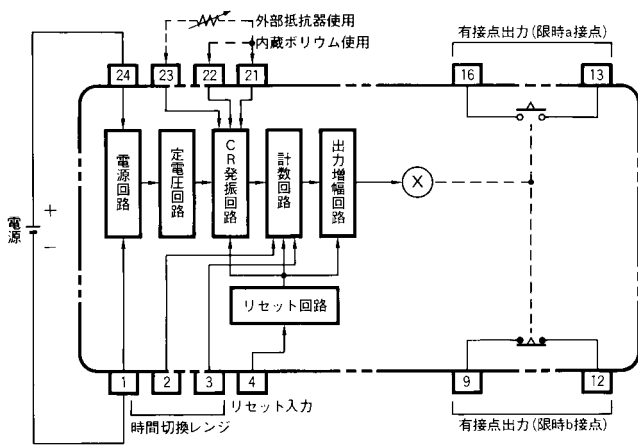 外部抵抗器使用
内蔵ボリウム使用
有接点出力(限時a接点)
24
23
22
21
16
13
電源回路
定電圧回路
CR発振回路
計数回路
出力増幅回路
X
電源
+
−
リセット回路
1
2
3
4
9
12
時間切換レンジ
リセット入力
有接点出力(限時b接点)